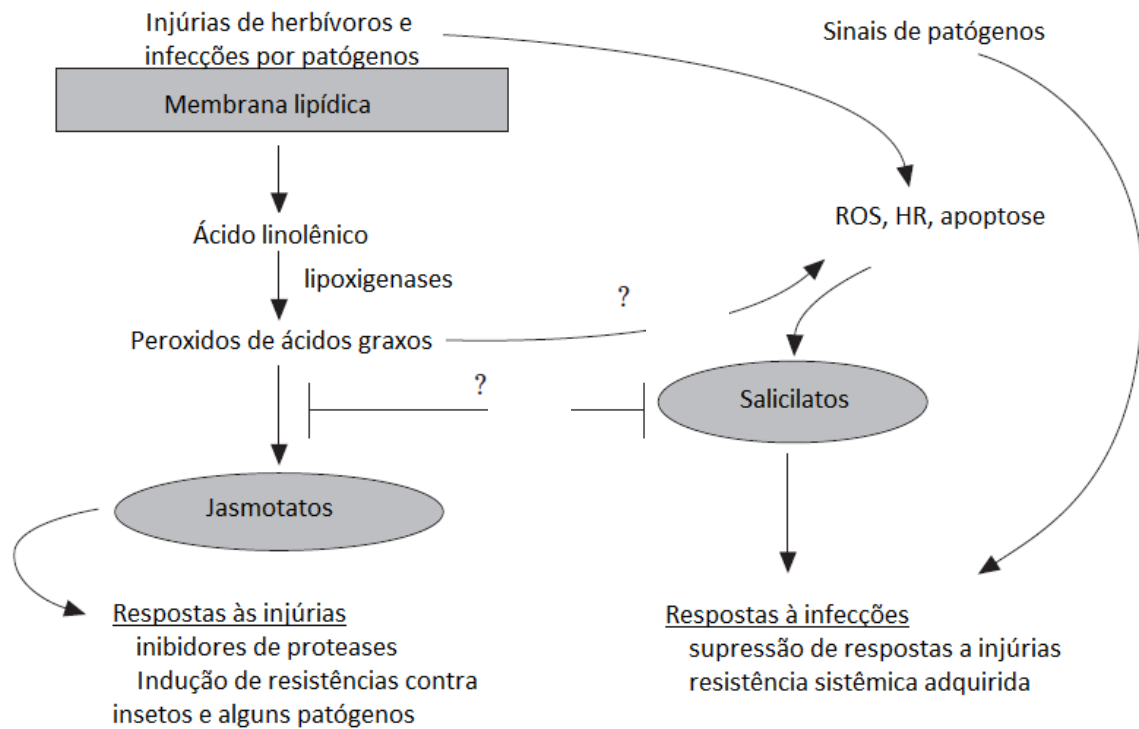 Injúrias de herbívoros e
infecções por patógenos
Sinais de patógenos
Membrana lipídica
ROS, HR, apoptose
Ácido linolênico
lipoxigenases
?
Peroxidos de ácidos graxos
?
Salicilatos
Jasmotatos
Respostas às injúrias
inibidores de proteases
Indução de resistências contra
insetos e alguns patógenos
Respostas à infecções
supressão de respostas a injúrias
resistência sistêmica adquirida